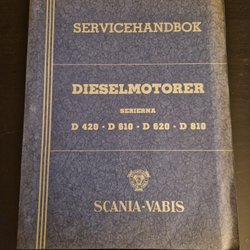 SERVICEHANDBOK
DIESELMOTORER
SERIERNA
D 420 · D 610 · D 620 · D 810
SCANIA-VABIS